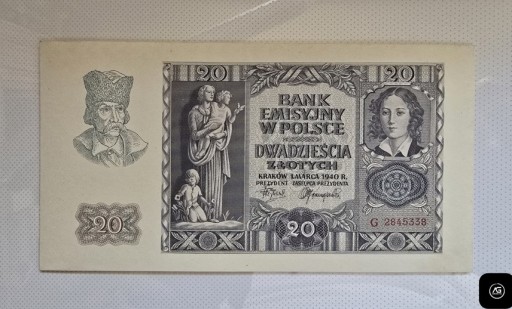 20 20
BANK
EMISYJNY
W POLSCE
DWADZIEŚCIA
ZŁOTYCH
KRAKÓW 1. MARCA 1940 R.
PREZYDENT ZASTĘPCA PREZYDENTA
G 2845338
20 20